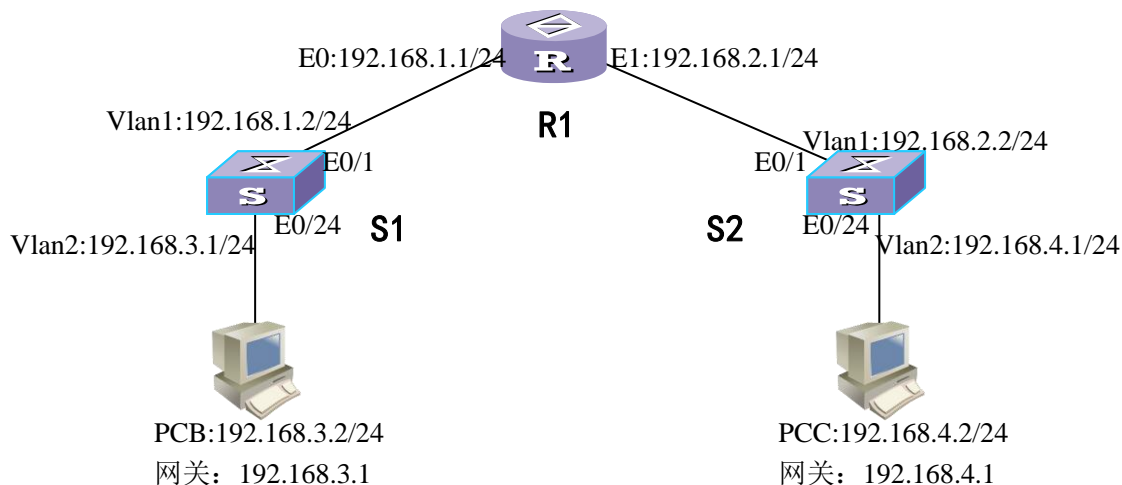 E0:192.168.1.1/24
R
E1:192.168.2.1/24
R1
Vlan1:192.168.1.2/24
Vlan1:192.168.2.2/24
E0/1
E0/1
S
S
E0/24
S1
S2
E0/24
Vlan2:192.168.3.1/24
Vlan2:192.168.4.1/24
PCB:192.168.3.2/24
网关：192.168.3.1
PCC:192.168.4.2/24
网关：192.168.4.1